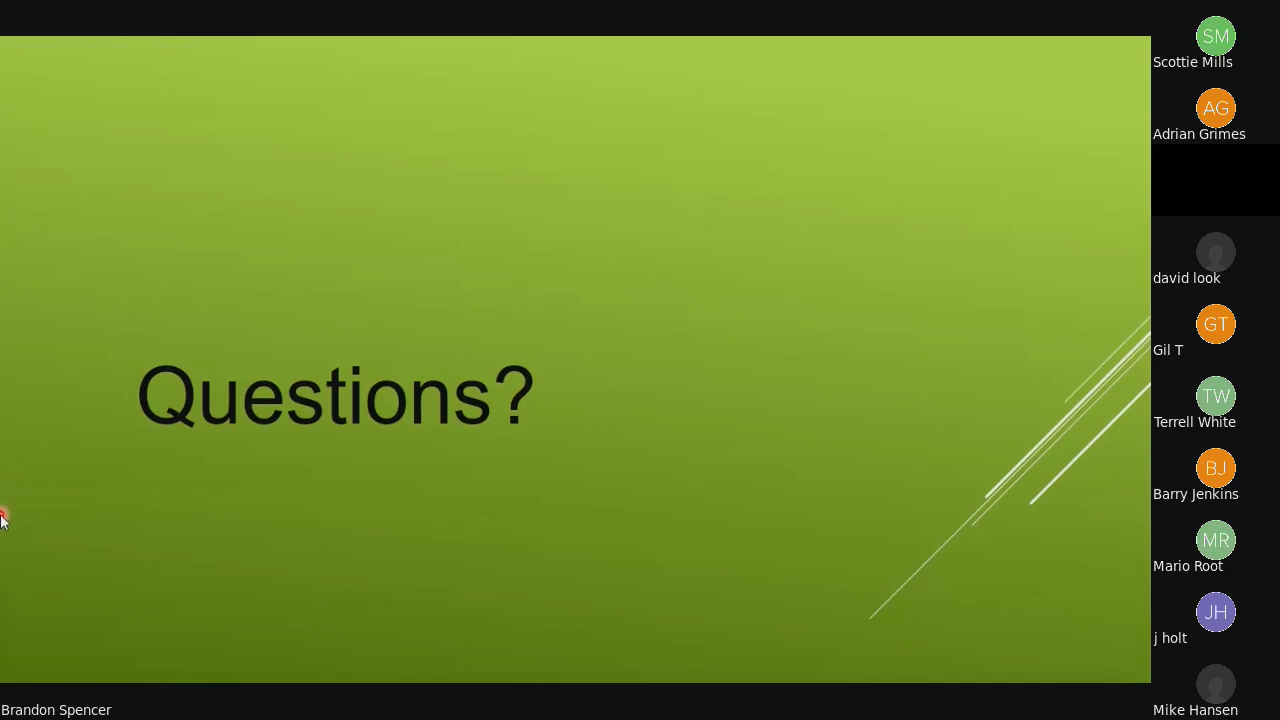 Questions?
Brandon Spencer
SM
Scottie Mills
AG
Adrian Grimes
david look
GT
Gil T
TW
Terrell White
BJ
Barry Jenkins
MR
Mario Root
JH
j holt
Mike Hansen